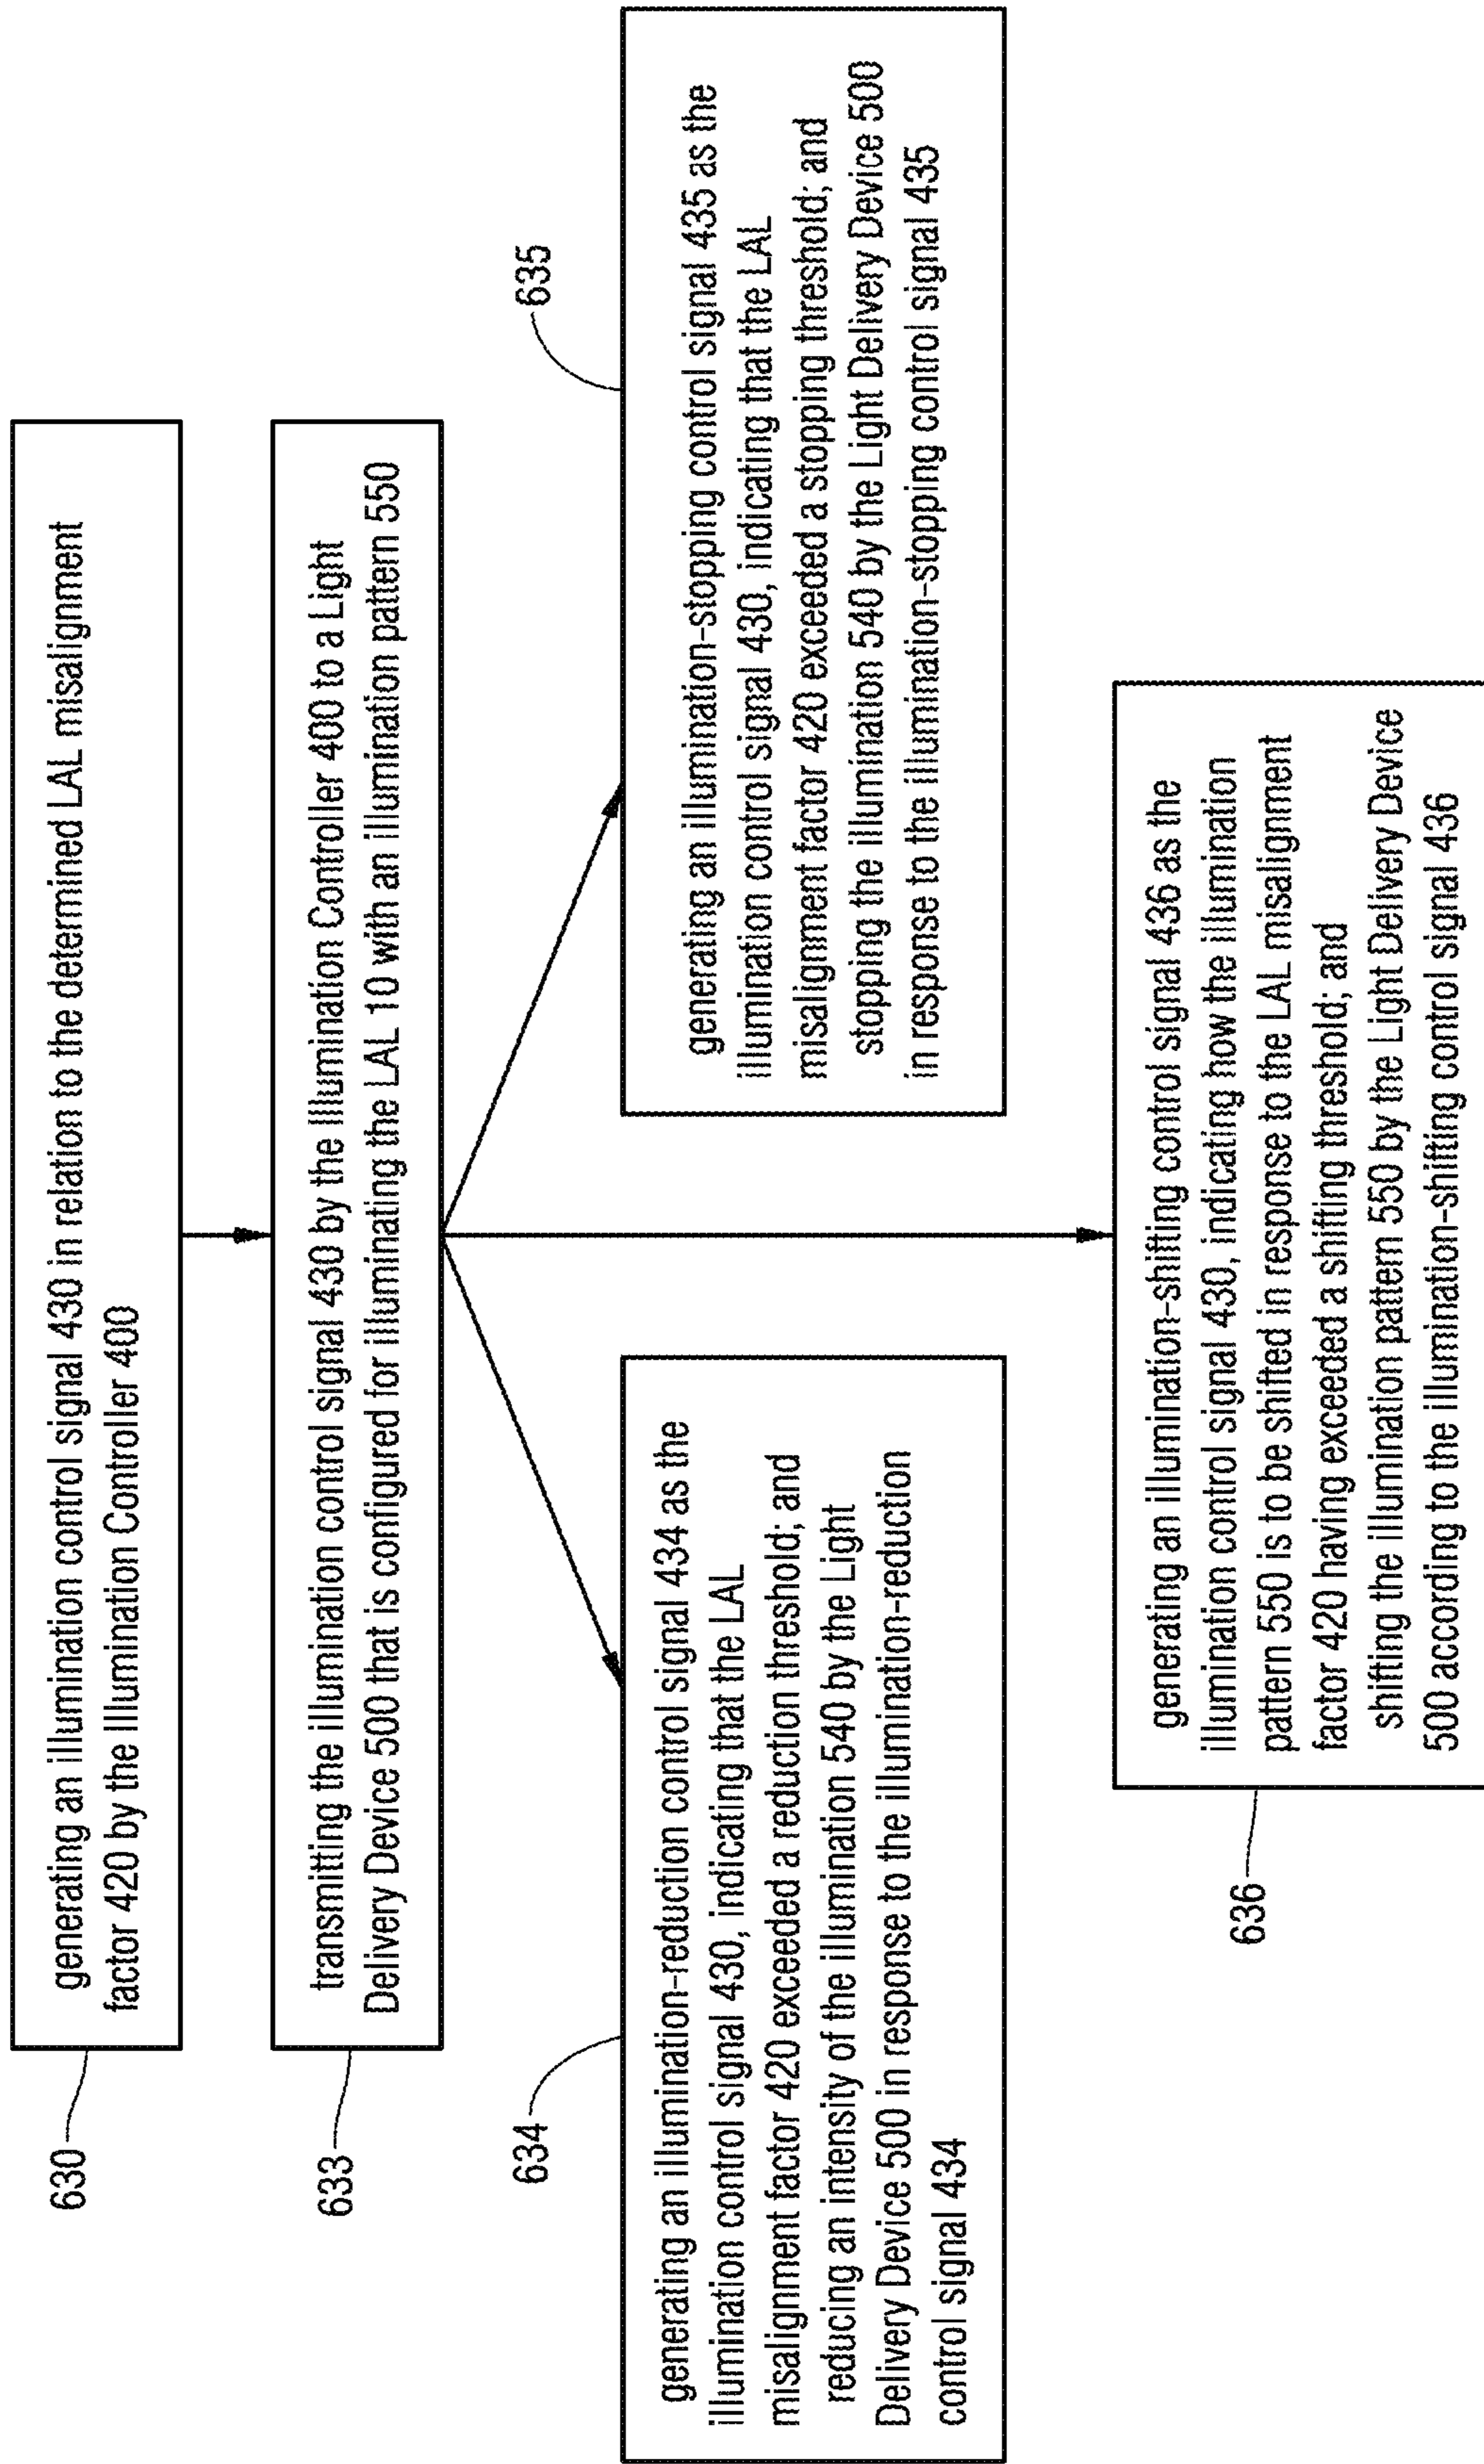 630
generating an illumination control signal 430 in relation to the determined LAL misalignment
factor 420 by the Illumination Controller 400
633
transmitting the illumination control signal 430 by the Illumination Controller 400 to a Light
Delivery Device 500 that is configured for illuminating the LAL 10 with an illumination pattern 550
634
generating an illumination-reduction control signal 434 as the
illumination control signal 430, indicating that the LAL
misalignment factor 420 exceeded a reduction threshold; and
reducing an intensity of the illumination 540 by the Light
Delivery Device 500 in response to the illumination-reduction
control signal 434
635
generating an illumination-stopping control signal 435 as the
illumination control signal 430, indicating that the LAL
misalignment factor 420 exceeded a stopping threshold; and
stopping the illumination 540 by the Light Delivery Device 500
in response to the illumination-stopping control signal 435
636
generating an illumination-shifting control signal 436 as the
illumination control signal 430, indicating how the illumination
pattern 550 is to be shifted in response to the LAL misalignment
factor 420 having exceeded a shifting threshold; and
shifting the illumination pattern 550 by the Light Delivery Device
500 according to the illumination-shifting control signal 436